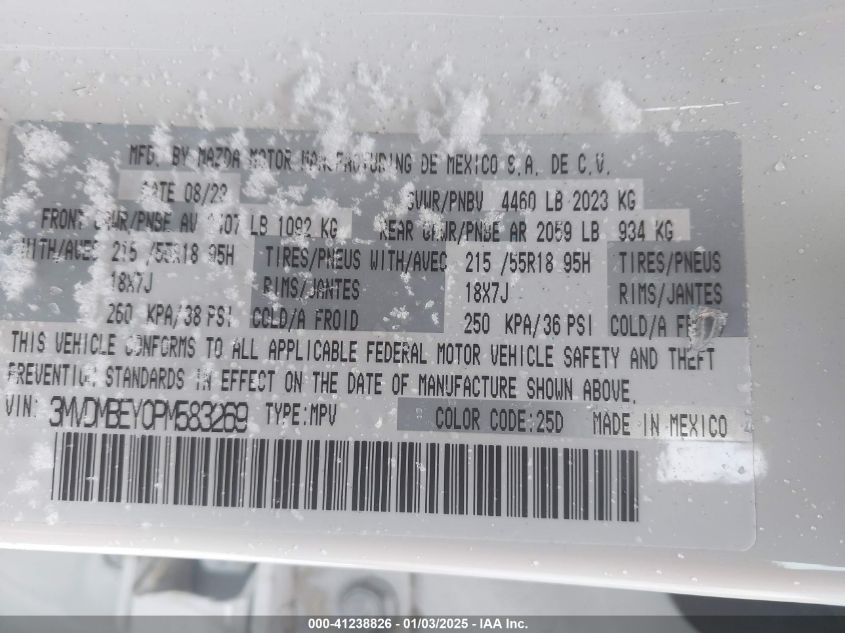 MFG. BY MAZDA MOTOR MANUFACTURING DE MEXICO S.A. DE C.V.
DATE 08/22 GVWR/PNBV 4460 LB 2023 KG
FRONT GAWR/PNBE AV 2407 LB 1092 KG REAR GAWR/PNBE AR 2059 LB 934 KG
WITH/AVEC 215 /55R18 95H TIRES/PNEUS WITH/AVEC 215 /55R18 95H TIRES/PNEUS
18X7J RIMS/JANTES 18X7J RIMS/JANTES
260 KPA/38 PSI COLD/A FROID 250 KPA/36 PSI COLD/A
THIS VEHICLE CONFORMS TO ALL APPLICABLE FEDERAL MOTOR VEHICLE SAFETY AND THEFT
PREVENTION STANDARDS IN EFFECT ON THE DATE OF MANUFACTURE SHOWN ABOVE.
VIN: 3MVDMBEY0PM583269 TYPE:MPV COLOR CODE:25D MADE IN MEXICO
000-41238826 - 01/03/2025 - IAA Inc.